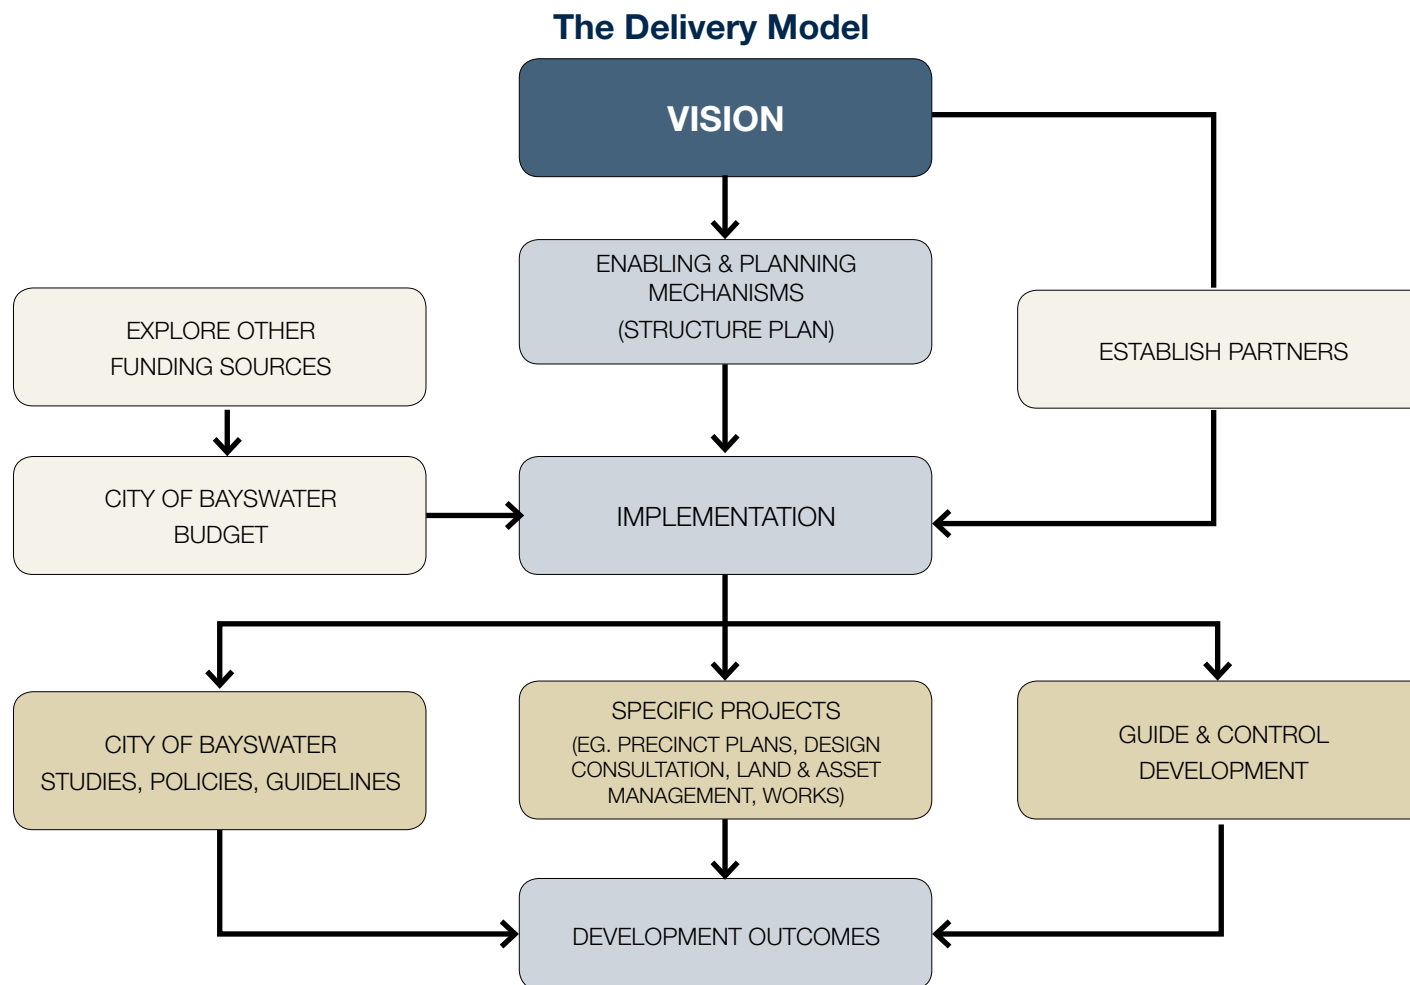 The Delivery Model
VISION
ENABLING & PLANNING
MECHANISMS
(STRUCTURE PLAN)
EXPLORE OTHER
FUNDING SOURCES
ESTABLISH PARTNERS
CITY OF BAYSWATER
BUDGET
IMPLEMENTATION
CITY OF BAYSWATER
STUDIES, POLICIES, GUIDELINES
SPECIFIC PROJECTS
(EG. PRECINCT PLANS, DESIGN
CONSULTATION, LAND & ASSET
MANAGEMENT, WORKS)
GUIDE & CONTROL
DEVELOPMENT
DEVELOPMENT OUTCOMES